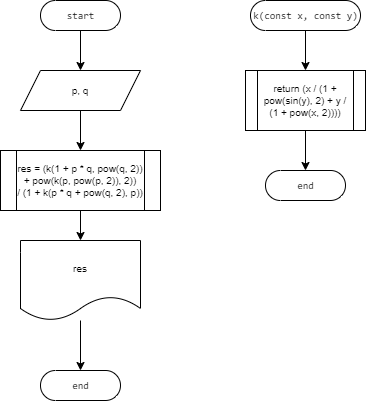 start
p, q
res = (k(1 + p * q, pow(q, 2))
+ pow(k(p, pow(p, 2)), 2))
/ (1 + k(p * q + pow(q, 2), p))
res
end
k(const x, const y)
return (x / (1 +
pow(sin(y), 2) + y /
(1 + pow(x, 2))))
end